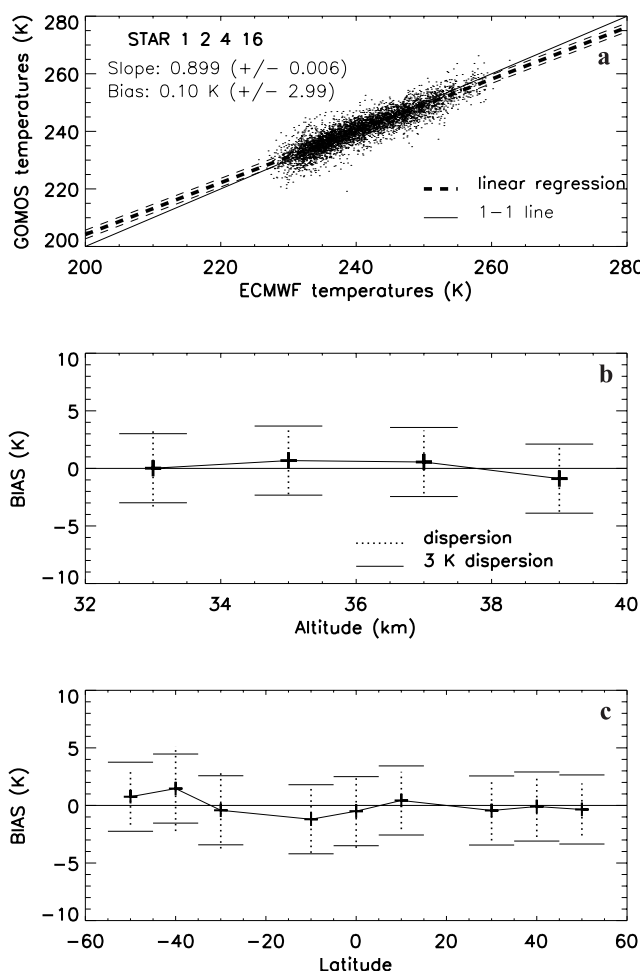 STAR 1 2 4 16
a
Slope: 0.899 (+/− 0.006)
Bias: 0.10 K (+/− 2.99)
GOMOS temperatures (K)
280
260
240
220
200
linear regression
1−1 line
200 220 240 260 280
ECMWF temperatures (K)
b
BIAS (K)
10
5
0
−5
−10
dispersion
3 K dispersion
32 34 36 38 40
Altitude (km)
c
BIAS (K)
10
5
0
−5
−10
−60 −40 −20 0 20 40 60
Latitude